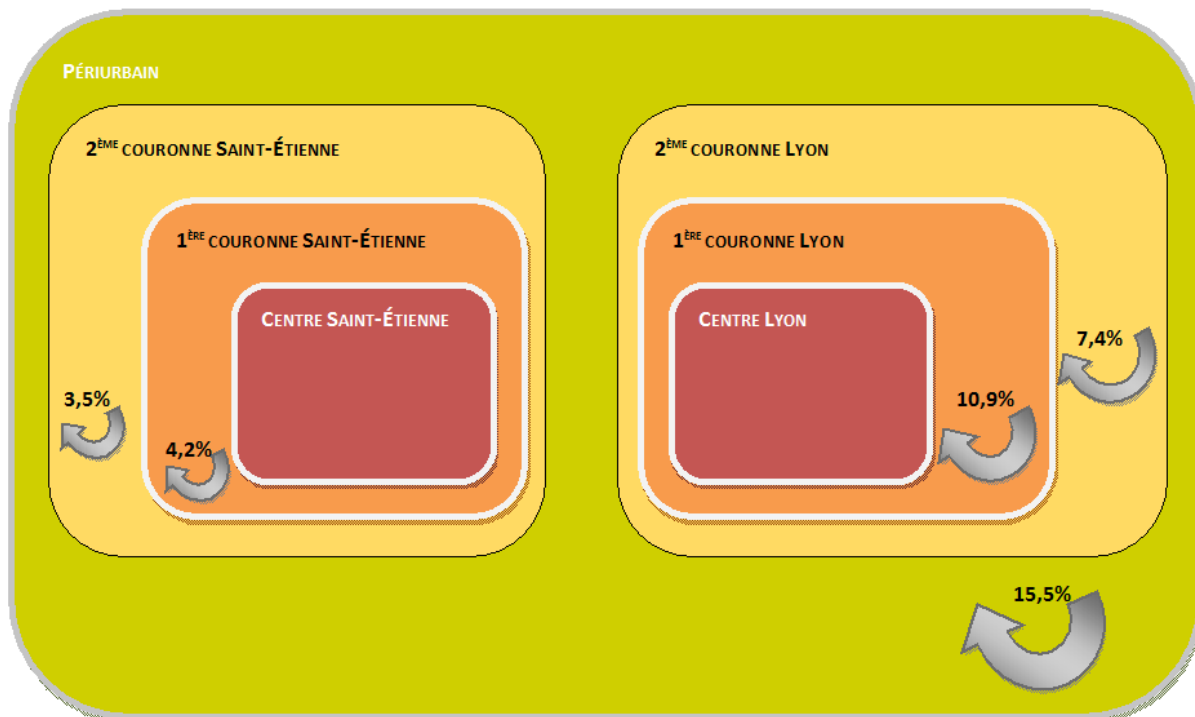 PÉRIURBAIN
2ÈME COURONNE SAINT-ÉTIENNE
2ÈME COURONNE LYON
1ÈRE COURONNE SAINT-ÉTIENNE
1ÈRE COURONNE LYON
CENTRE SAINT-ÉTIENNE
CENTRE LYON
7,4%
3,5%
10,9%
4,2%
15,5%